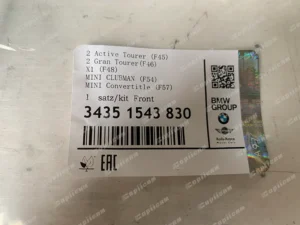 2 Active Tourer (F45)
2 Gran Tourer(F46)
X1 (F48)
MINI CLUBMAN (F54)
MINI Convertitle (F57)
1 satz/kit Front
3435 1543 830
BMW
GROUP
EAC